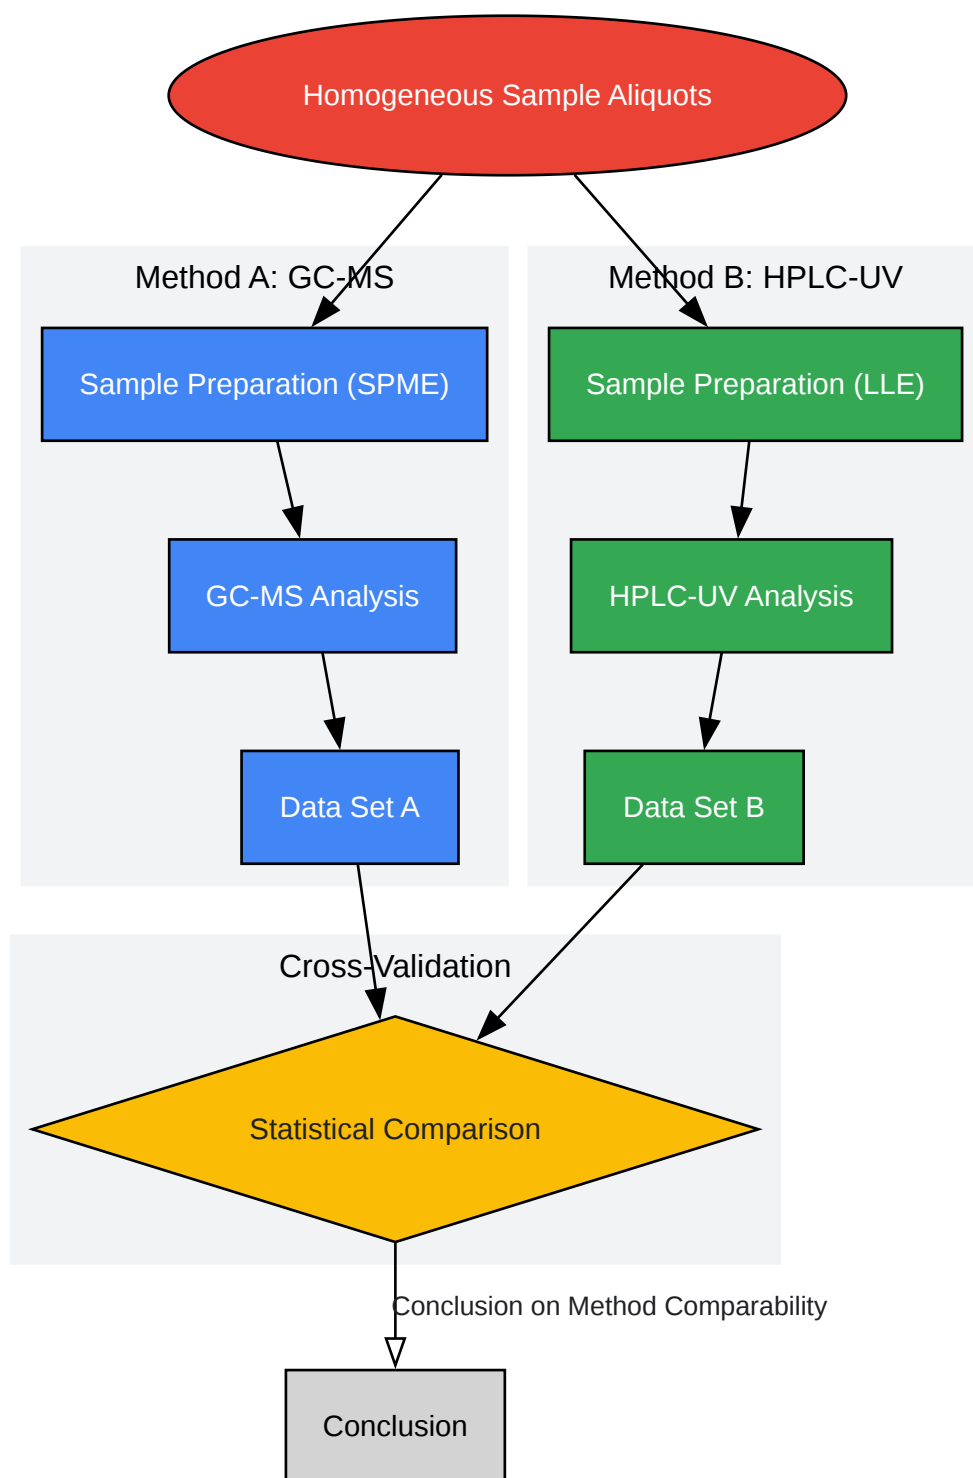 Homogeneous Sample Aliquots
Method A: GC-MS
Method B: HPLC-UV
Sample Preparation (SPME)
Sample Preparation (LLE)
GC-MS Analysis
HPLC-UV Analysis
Data Set A
Data Set B
Cross-Validation
Statistical Comparison
Conclusion on Method Comparability
Conclusion